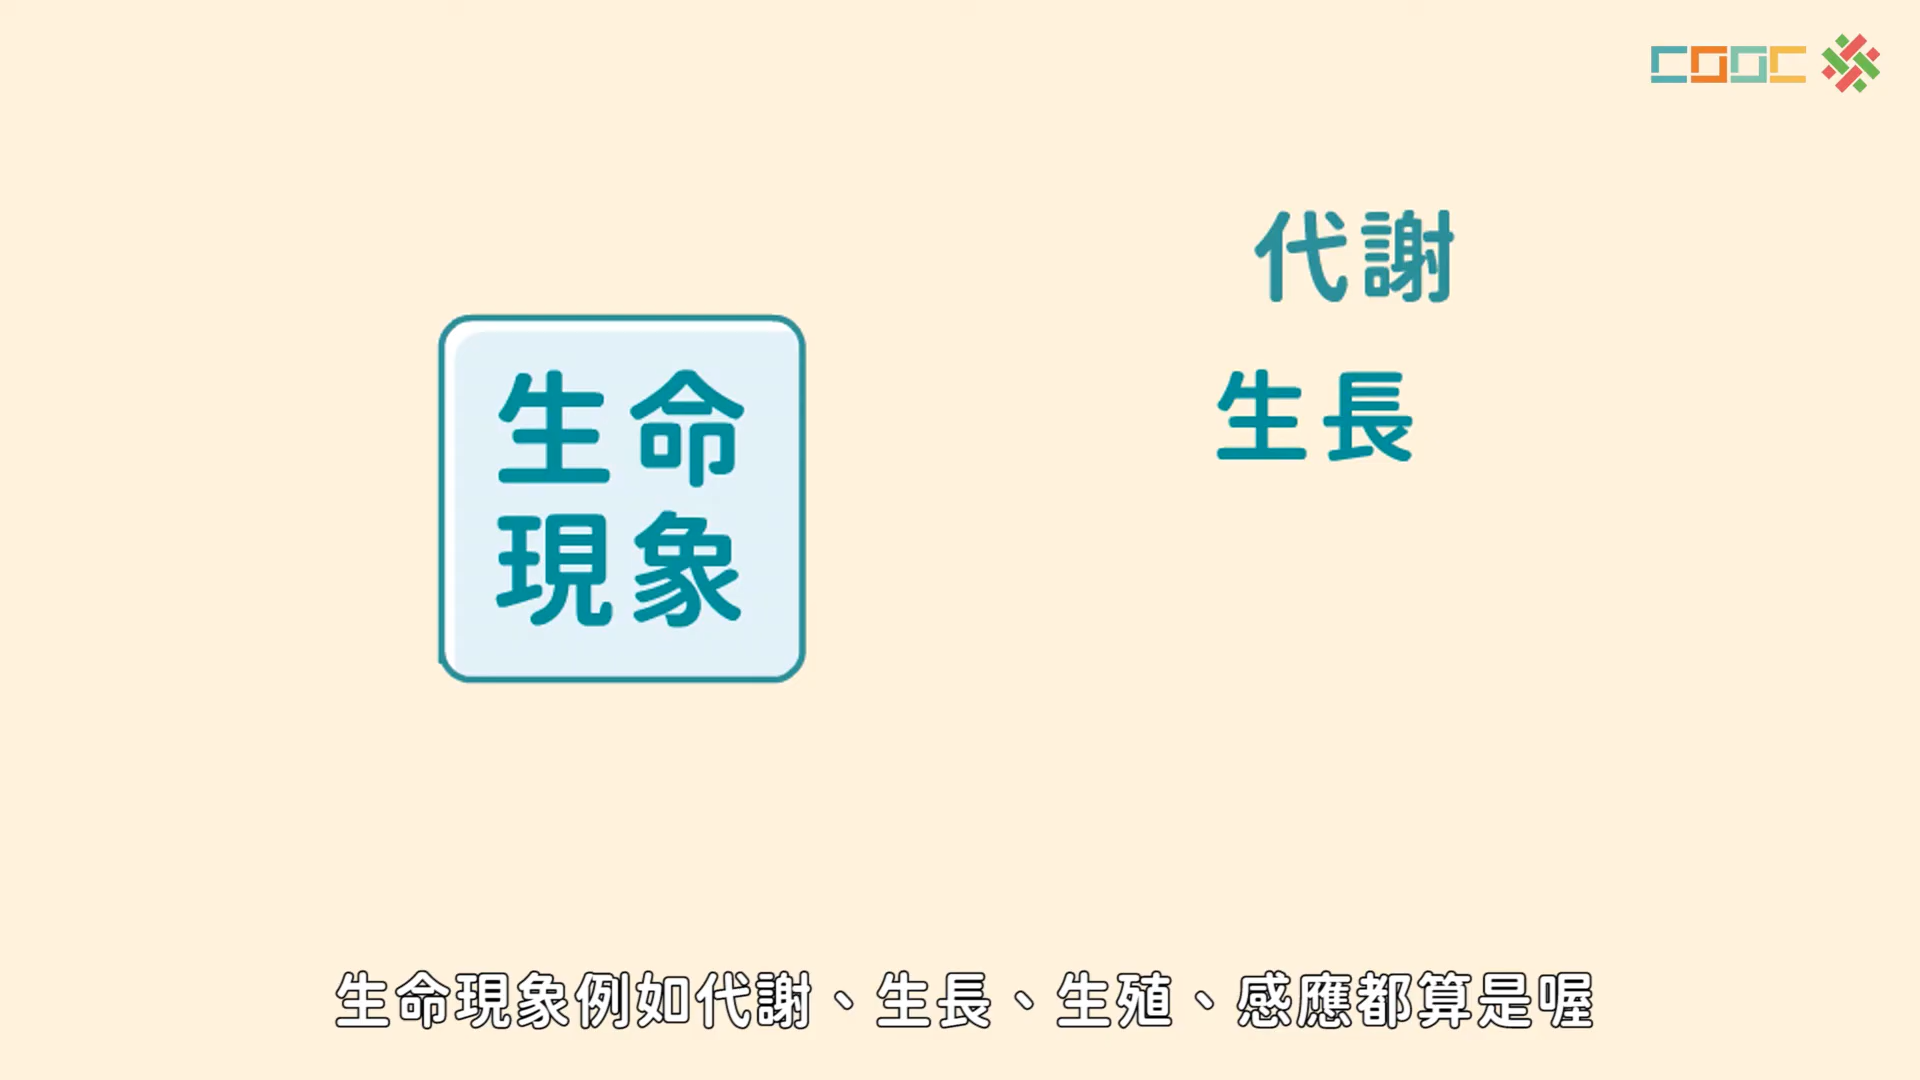 COOC
代謝
生長
生命
現象
生命現象例如代謝、生長、生殖、感應都算是喔